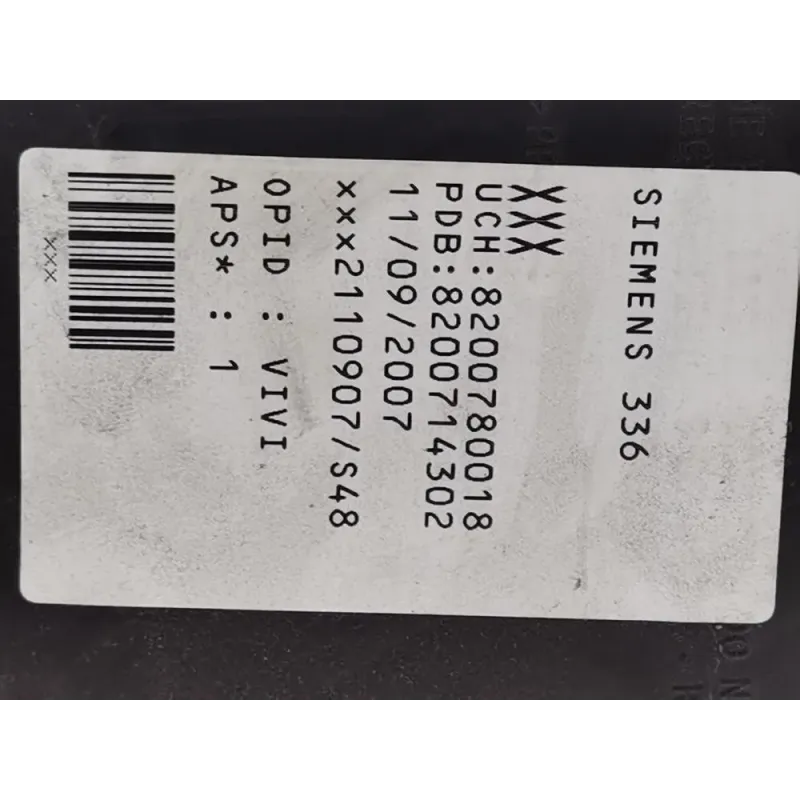 SIEMENS 336
XXX
UCH:8200780018
PDB:8200714302
11/09/2007
xxx2110907/S48
OPID : VIVI
APS* : 1
xxx